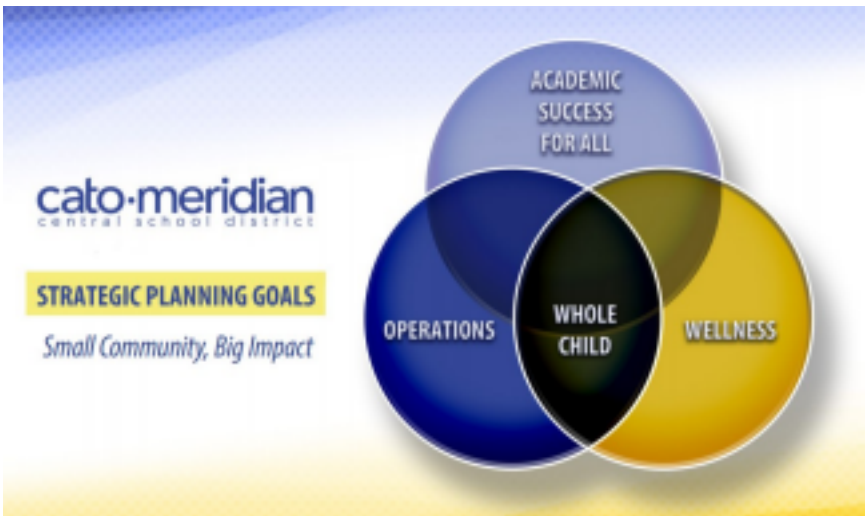 cato·meridian
central school district
STRATEGIC PLANNING GOALS
Small Community, Big Impact
ACADEMIC
SUCCESS
FOR ALL
OPERATIONS
WHOLE
CHILD
WELLNESS